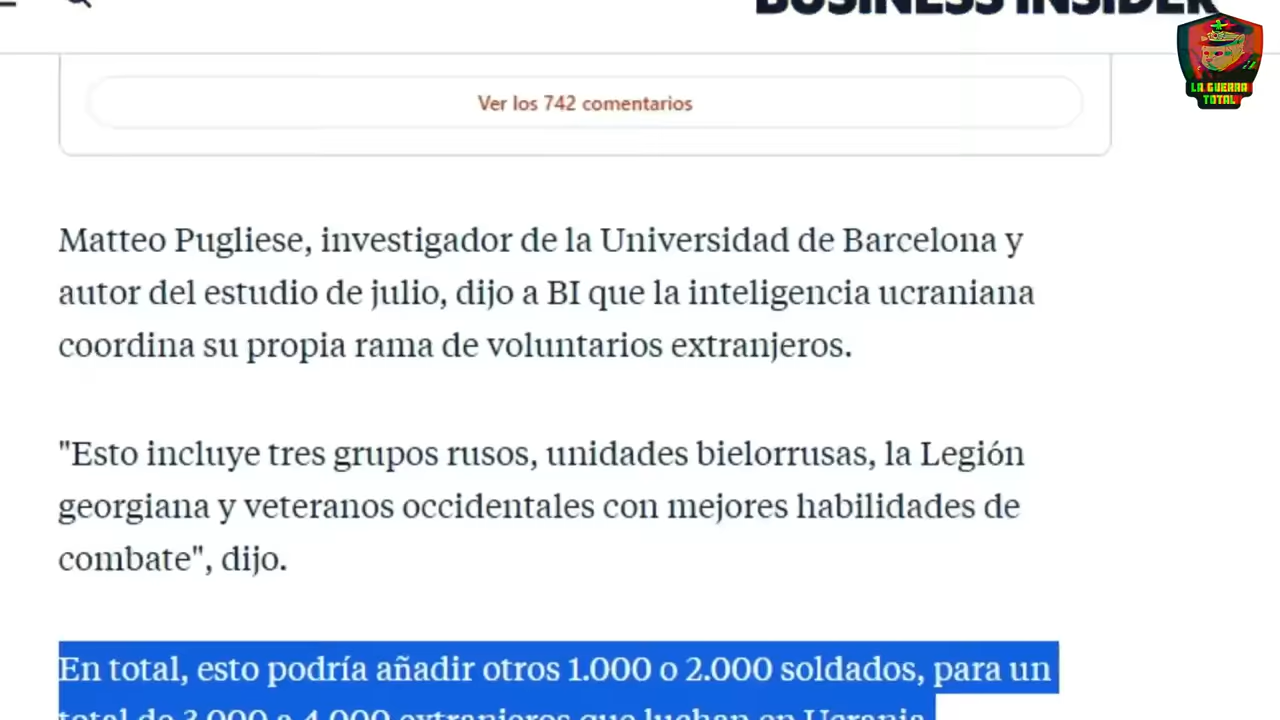 BUSINESS INSIDER
LA GUERRA
TOTAL
Ver los 742 comentarios
Matteo Pugliese, investigador de la Universidad de Barcelona y
autor del estudio de julio, dijo a BI que la inteligencia ucraniana
coordina su propia rama de voluntarios extranjeros.
"Esto incluye tres grupos rusos, unidades bielorrusas, la Legión
georgiana y veteranos occidentales con mejores habilidades de
combate", dijo.
En total, esto podría añadir otros 1.000 o 2.000 soldados, para un
total de 3.000 a 4.000 extranjeros que luchan en Ucrania.